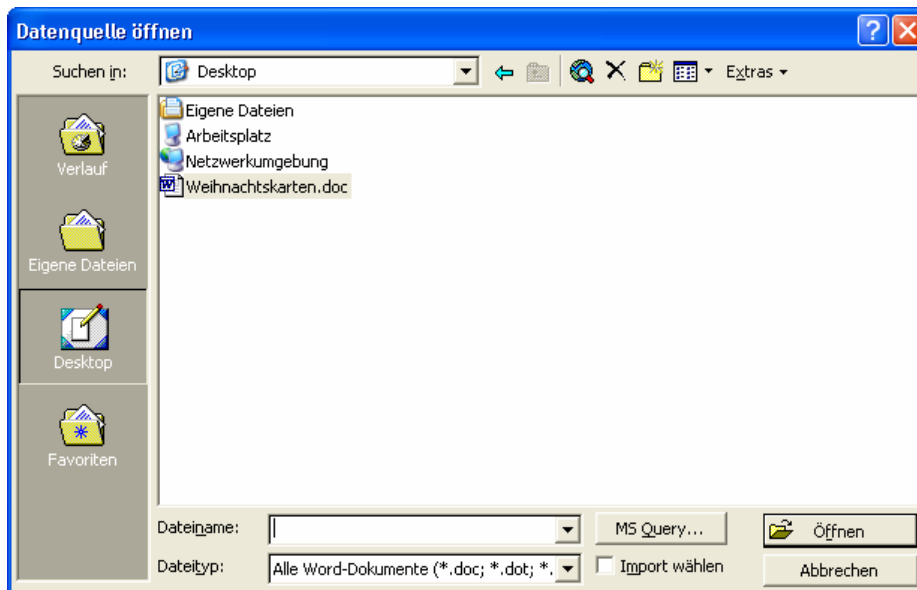 Datenquelle öffnen
Suchen in: Desktop Extras
Eigene Dateien
Arbeitsplatz
Netzwerkumgebung
Weihnachtskarten.doc
Verlauf
Eigene Dateien
Desktop
Favoriten
Dateiname: MS Query... Öffnen
Dateityp: Alle Word-Dokumente (*.doc; *.dot; *. Import wählen Abbrechen